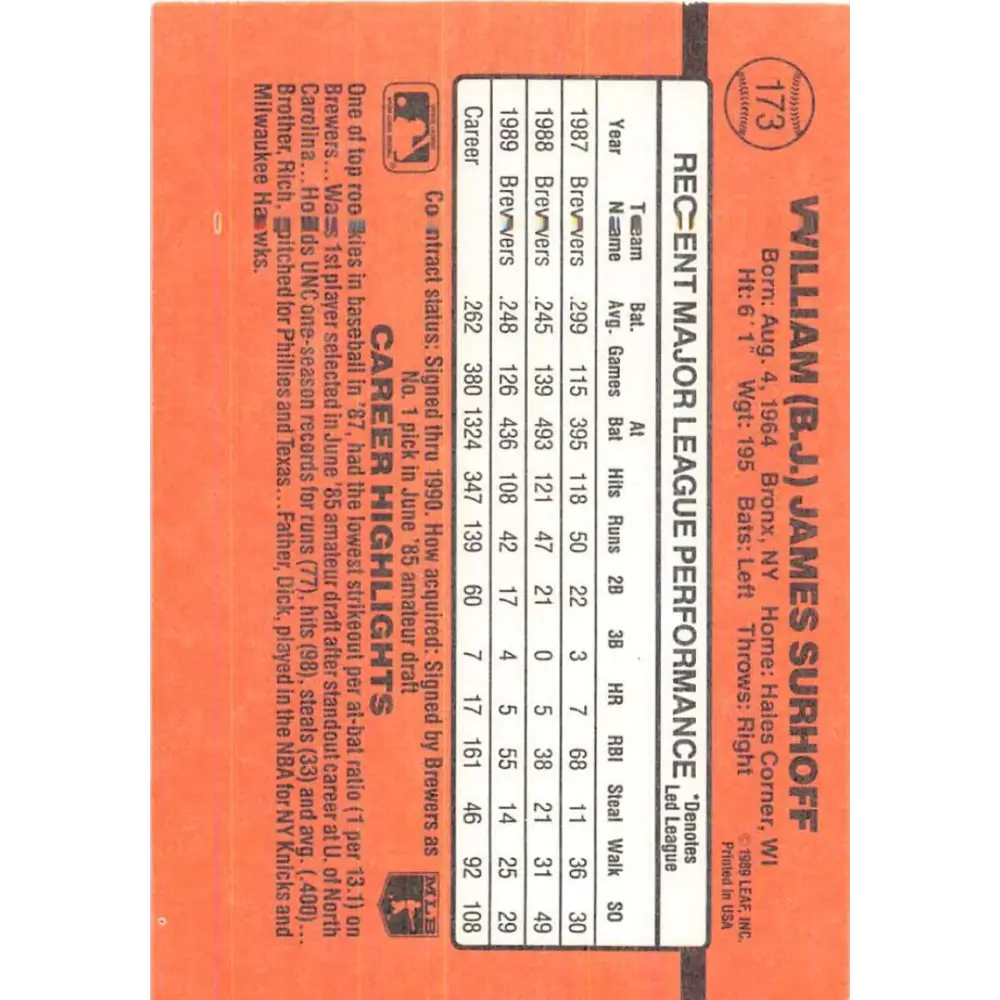 173
WILLIAM (B.J.) JAMES SURHOFF
Born: Aug. 4, 1964 Bronx, NY Home: Hales Corner, WI
Ht: 6'1" Wgt: 195 Bats: Left Throws: Right
© 1989 LEAF, INC.
Printed in USA
RECENT MAJOR LEAGUE PERFORMANCE *Denotes Led League
Year Team Name Bat. Avg. Games At Bat Hits Runs 2B 3B HR RBI Steal Walk SO
1987 Brewers .299 115 395 118 50 22 3 7 68 11 36 30
1988 Brewers .245 139 493 121 47 21 0 5 38 21 31 49
1989 Brewers .248 126 436 108 42 17 4 5 55 14 25 29
Career .262 380 1324 347 139 60 7 17 161 46 92 108
Contract status: Signed thru 1990. How acquired: Signed by Brewers as
No. 1 pick in June '85 amateur draft
MLB
CAREER HIGHLIGHTS
One of top rookies in baseball in '87, had the lowest strikeout per at-bat ratio (1 per 13.1) on
Brewers... Was 1st player selected in June '85 amateur draft after standout career at U. of North
Carolina... Holds UNC one-season records for runs (77), hits (98), steals (33) and avg. (.400)...
Brother, Rich, pitched for Phillies and Texas... Father, Dick, played in the NBA for NY Knicks and
Milwaukee Hawks.